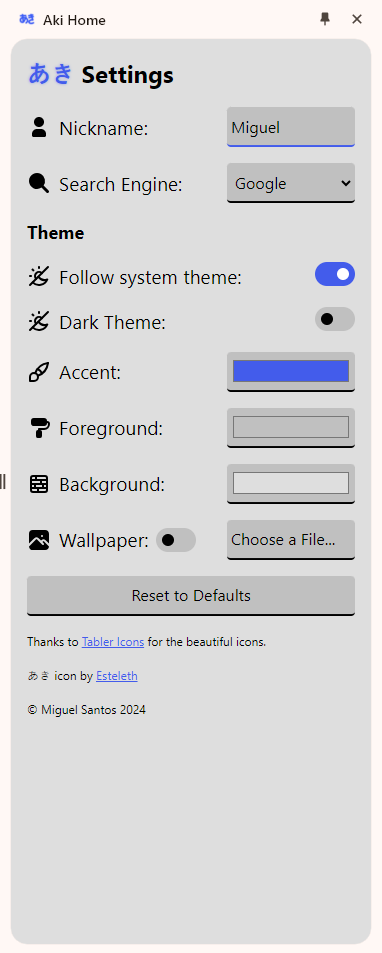 あき Aki Home
あき Settings
Nickname: Miguel
Search Engine: Google
Theme
Follow system theme:
Dark Theme:
Accent:
Foreground:
Background:
Wallpaper: Choose a File...
Reset to Defaults
Thanks to Tabler Icons for the beautiful icons.
あき icon by Esteleth
© Miguel Santos 2024